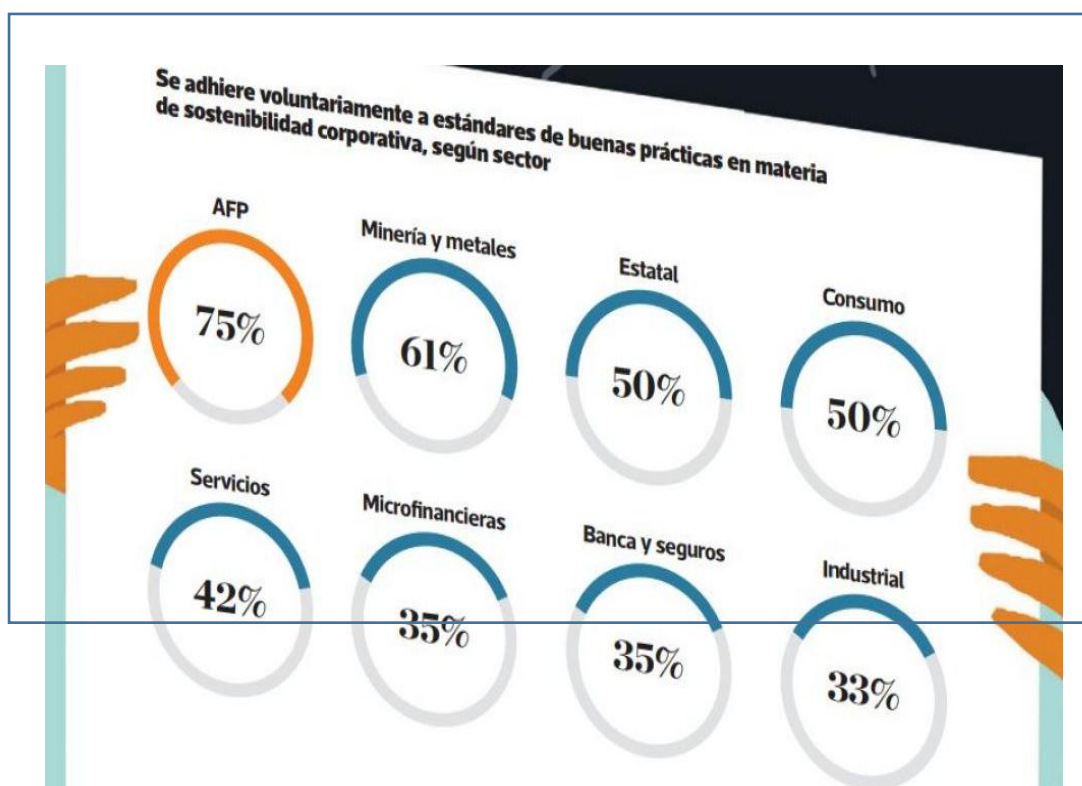 Se adhiere voluntariamente a estándares de buenas prácticas en materia
de sostenibilidad corporativa, según sector
AFP
75%
Minería y metales
61%
Estatal
50%
Consumo
50%
Servicios
42%
Microfinancieras
35%
Banca y seguros
35%
Industrial
33%